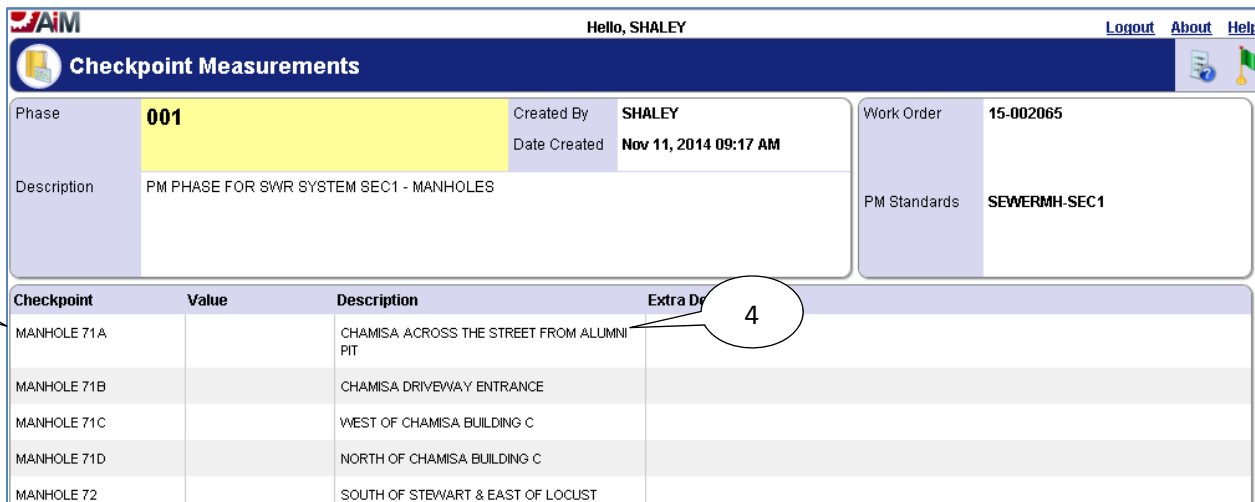 AiM
Hello, SHALEY
Logout About Help
Checkpoint Measurements
Phase 001 Created By SHALEY Work Order 15-002065
Date Created Nov 11, 2014 09:17 AM
Description PM PHASE FOR SWR SYSTEM SEC1 - MANHOLES PM Standards SEWERMH-SEC1
Checkpoint Value Description Extra De
4
MANHOLE 71A CHAMISA ACROSS THE STREET FROM ALUMNI
PIT
MANHOLE 71B CHAMISA DRIVEWAY ENTRANCE
MANHOLE 71C WEST OF CHAMISA BUILDING C
MANHOLE 71D NORTH OF CHAMISA BUILDING C
MANHOLE 72 SOUTH OF STEWART & EAST OF LOCUST